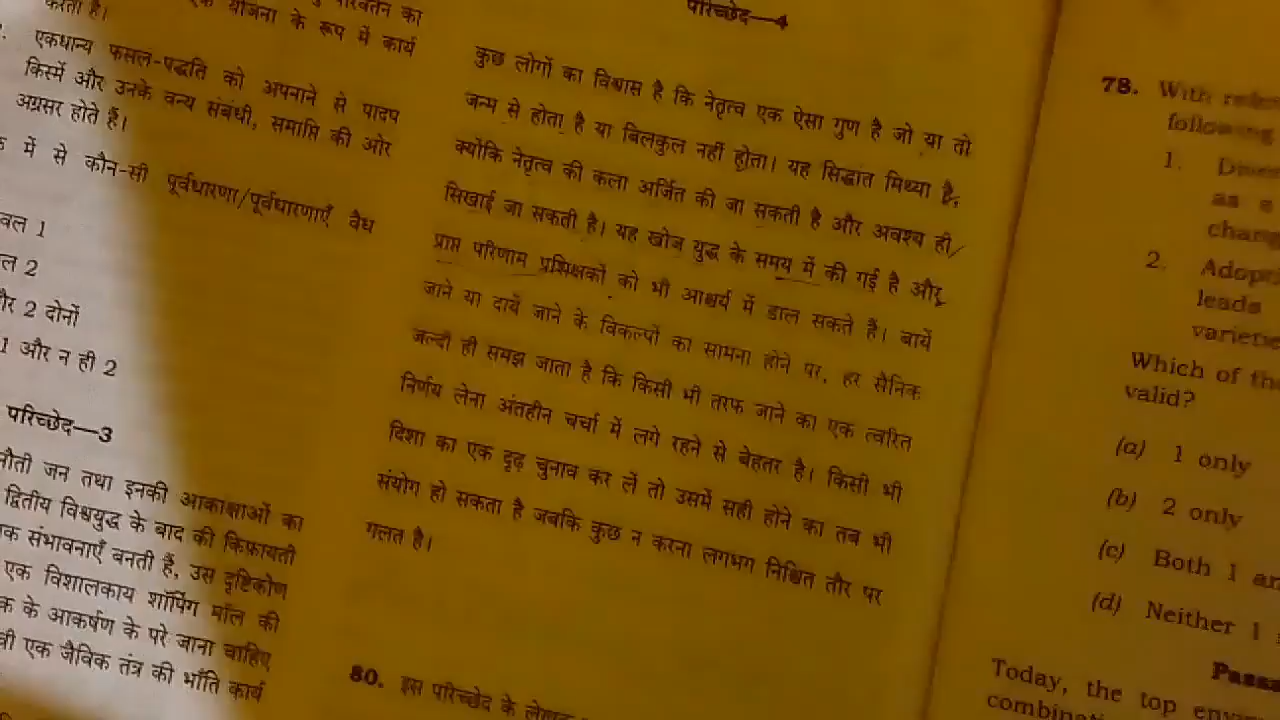 करता है।
योजना के रूप में कार्य
एकधान्य फसल-पद्धति को अपनाने से पादप
किस्में और उनके वन्य संबंधी, समाप्ति की ओर
अग्रसर होते हैं।
में से कौन-सी पूर्वधारणा/पूर्वधारणाएँ वैध
1
2
2 दोनों
1 और न ही 2
परिच्छेद—3
जन तथा इनकी आकांक्षाओं का
द्वितीय विश्वयुद्ध के बाद की किफायती
संभावनाएँ बनती हैं, उस दृष्टिकोण
एक विशालकाय शॉपिंग मॉल की
के आकर्षण के परे जाना चाहिए
एक जैविक तंत्र की भाँति कार्य
परिच्छेद—4
कुछ लोगों का विश्वास है कि नेतृत्व एक ऐसा गुण है जो या तो
जन्म से होता है या बिलकुल नहीं होता। यह सिद्धांत मिथ्या है,
क्योंकि नेतृत्व की कला अर्जित की जा सकती है और अवश्य ही
सिखाई जा सकती है। यह खोज युद्ध के समय में की गई है और
प्राप्त परिणाम प्रशिक्षकों को भी आश्चर्य में डाल सकते हैं। बायें
जाने या दायें जाने के विकल्पों का सामना होने पर, हर सैनिक
जल्दी ही समझ जाता है कि किसी भी तरफ जाने का एक त्वरित
निर्णय लेना अंतहीन चर्चा में लगे रहने से बेहतर है। किसी भी
दिशा का एक दृढ़ चुनाव कर लें तो उसमें सही होने का तब भी
संयोग हो सकता है जबकि कुछ न करना लगभग निश्चित तौर पर
गलत है।
80. इस परिच्छेद के लेखक
78. With
following
1.
as a
2.
leads
Which of the
valid?
(a) 1 only
(b) 2 only
(c) Both 1
(d) Neither 1
Today, the top